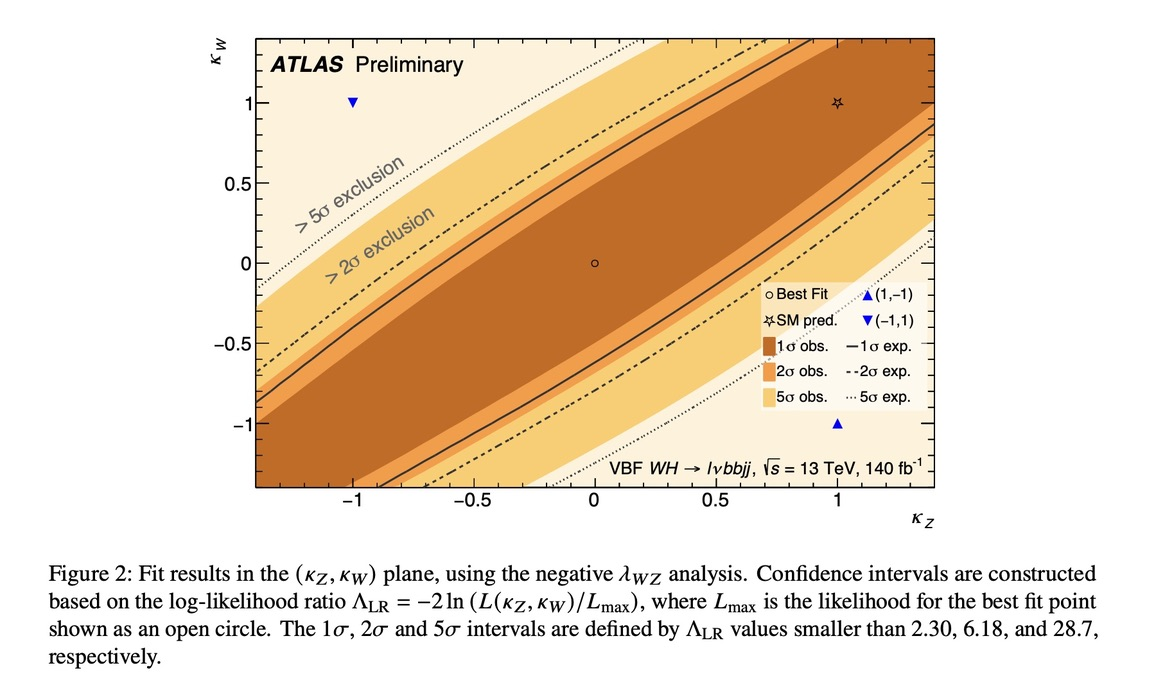 κ_W
ATLAS Preliminary
1
0.5
0
−0.5
−1
> 5σ exclusion
> 2σ exclusion
○ Best Fit ▲ (1,−1)
☆ SM pred. ▼ (−1,1)
1σ obs. — 1σ exp.
2σ obs. -- 2σ exp.
5σ obs. ··· 5σ exp.
VBF WH → lνbbjj, √s = 13 TeV, 140 fb⁻¹
−1 −0.5 0 0.5 1
κ_Z
Figure 2: Fit results in the (κ_Z, κ_W) plane, using the negative λ_WZ analysis. Confidence intervals are constructed
based on the log-likelihood ratio Λ_LR = −2 ln (L(κ_Z, κ_W)/L_max), where L_max is the likelihood for the best fit point
shown as an open circle. The 1σ, 2σ and 5σ intervals are defined by Λ_LR values smaller than 2.30, 6.18, and 28.7,
respectively.